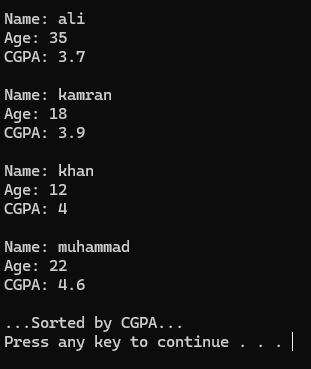 Name: ali
Age: 35
CGPA: 3.7
Name: kamran
Age: 18
CGPA: 3.9
Name: khan
Age: 12
CGPA: 4
Name: muhammad
Age: 22
CGPA: 4.6
...Sorted by CGPA...
Press any key to continue . . .